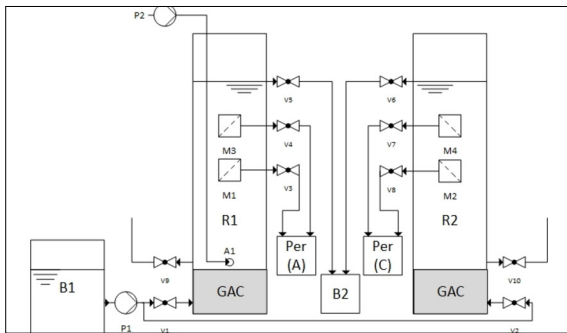 P2
V5
V6
M3
V4
V7
M4
M1
V3
V8
M2
R1
R2
A1
Per
(A)
Per
(C)
V9
V10
B1
GAC
B2
GAC
P1
V1
V2